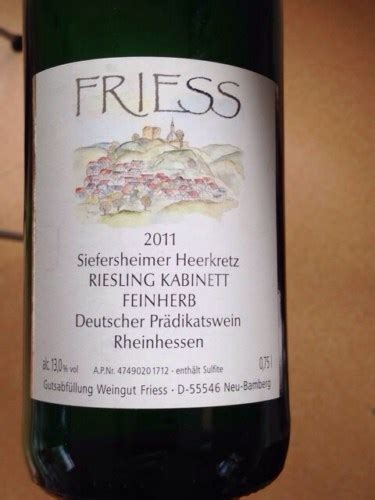 FRIESS
2011
Siefersheimer Heerkretz
RIESLING KABINETT
FEINHERB
Deutscher Prädikatswein
Rheinhessen
alc. 13,0 % vol A.P.Nr. 47490201712 - enthält Sulfite 0,75 l
Gutsabfüllung Weingut Friess - D-55546 Neu-Bamberg